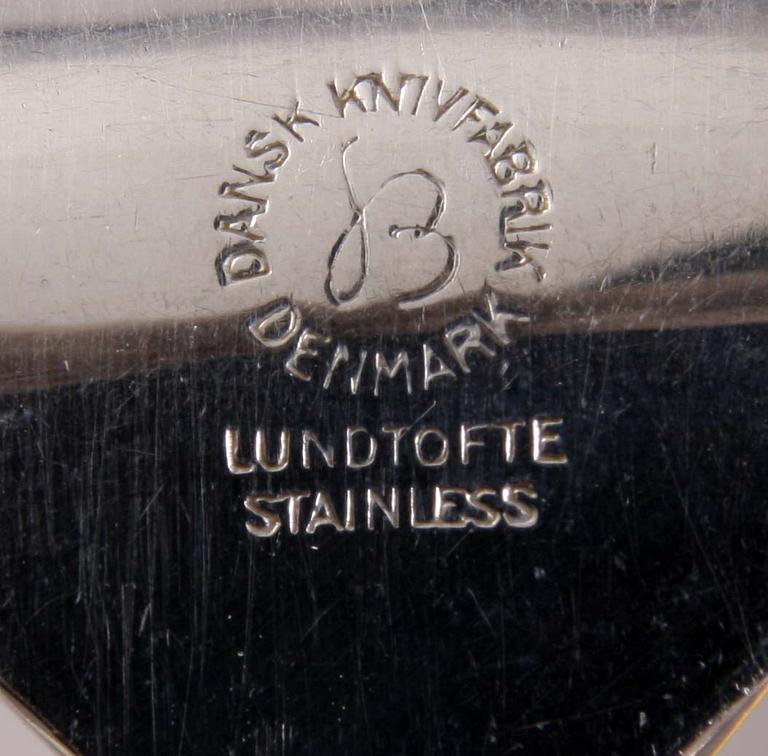 DANSK KNIVFABRIK
B
DENMARK
LUNDTOFTE
STAINLESS